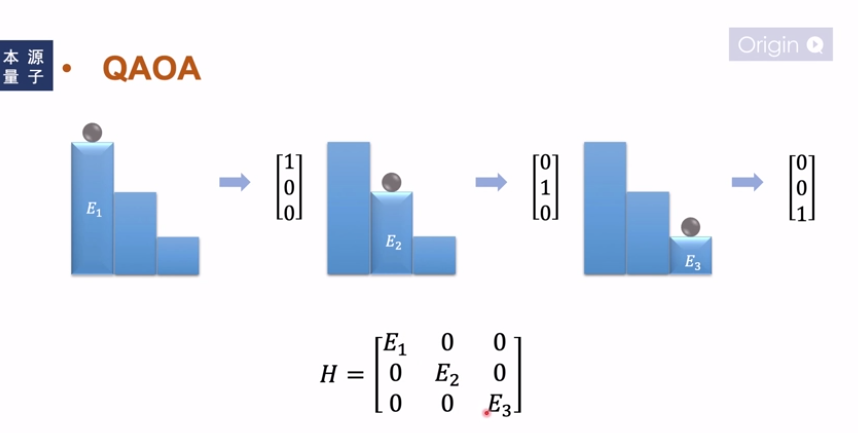 本源
量子
Origin
• QAOA
E₁
[1 0 0]
E₂
[0 1 0]
E₃
[0 0 1]
H = [E₁ 0 0
0 E₂ 0
0 0 E₃]